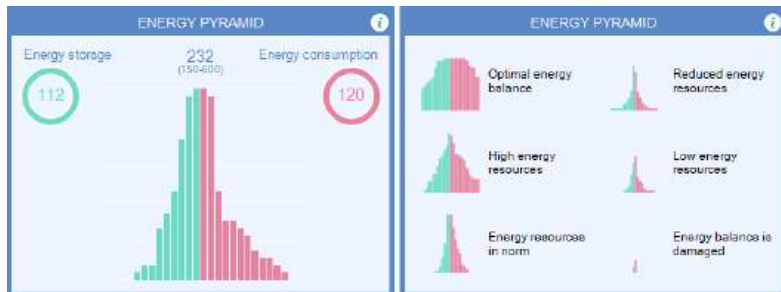 ENERGY PYRAMID
i
Energy storage
232
(150-600)
Energy consumption
112
120
ENERGY PYRAMID
i
Optimal energy
balance
Reduced energy
resources
High energy
resources
Low energy
resources
Energy resources
in norm
Energy balance is
damaged